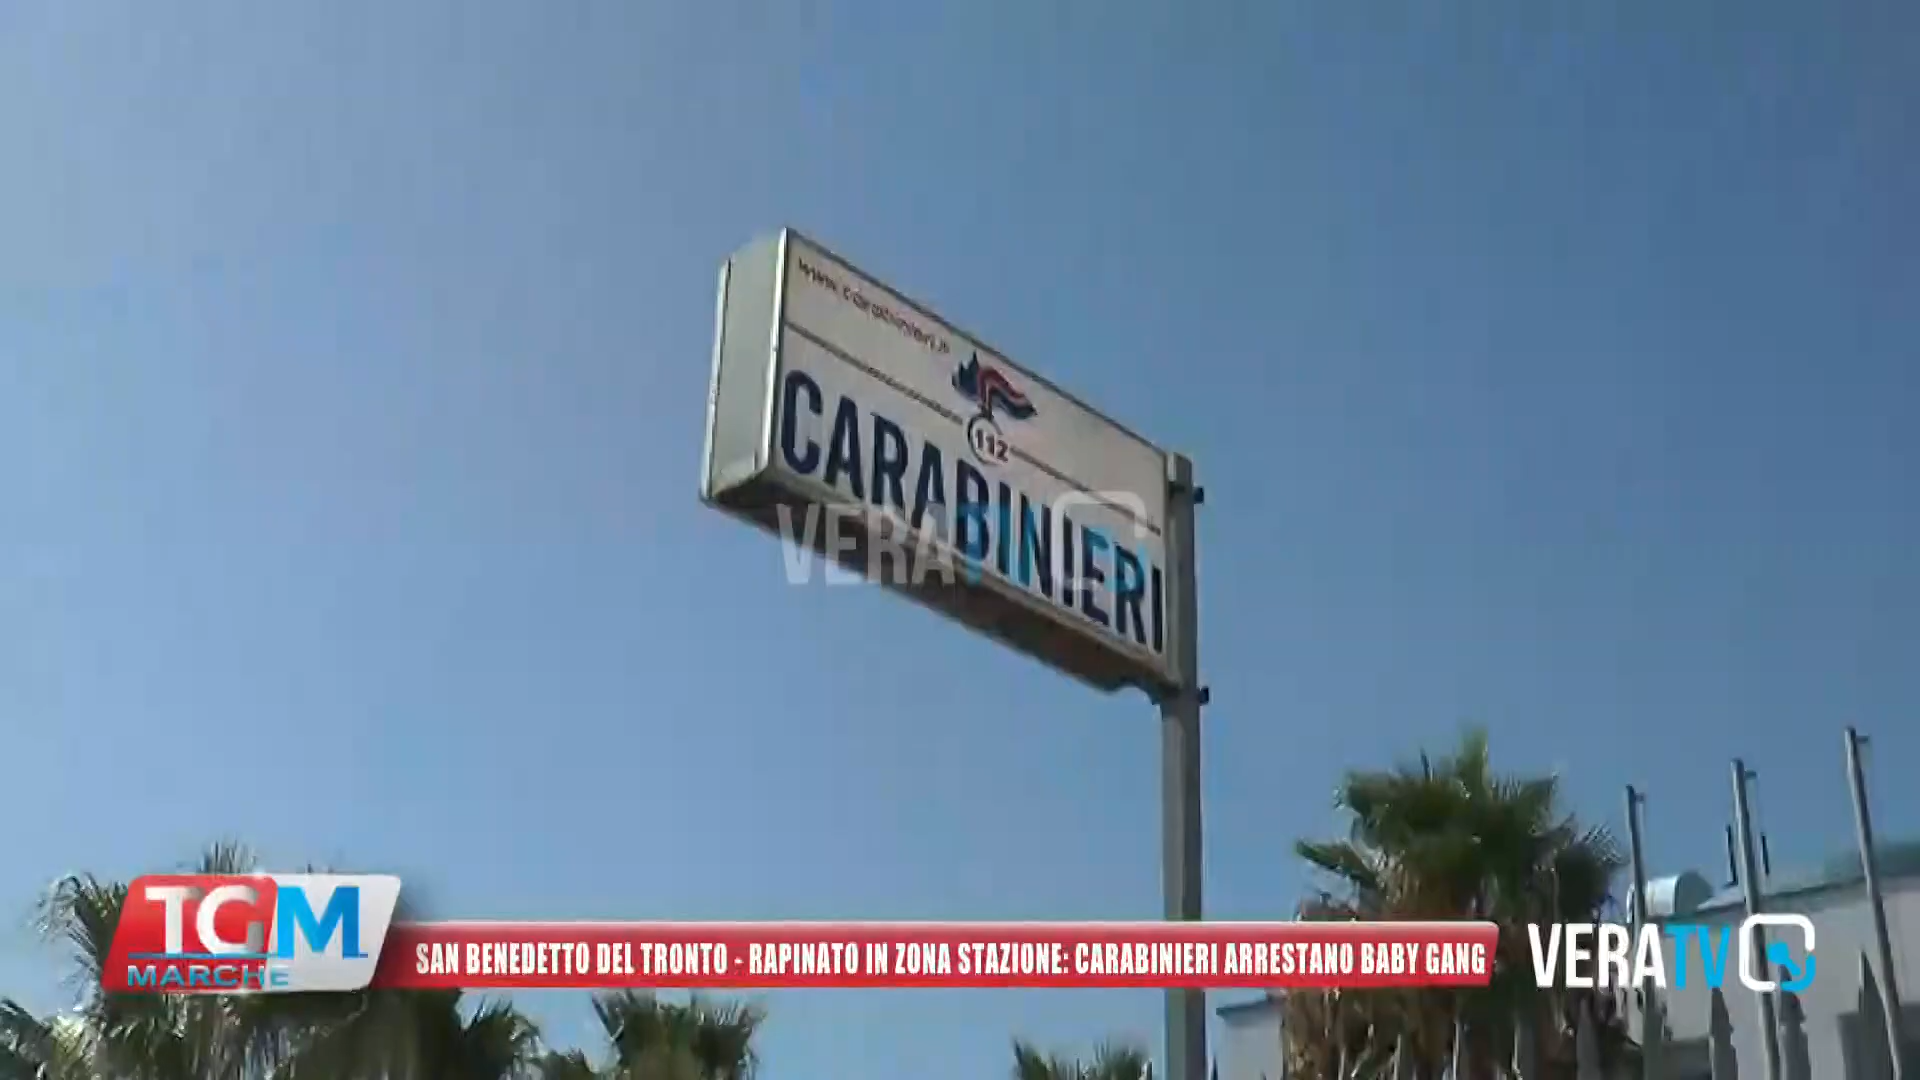 www.carabinieri.it
112
CARABINIERI
VERATV
TGM
MARCHE
SAN BENEDETTO DEL TRONTO - RAPINATO IN ZONA STAZIONE: CARABINIERI ARRESTANO BABY GANG
VERATV